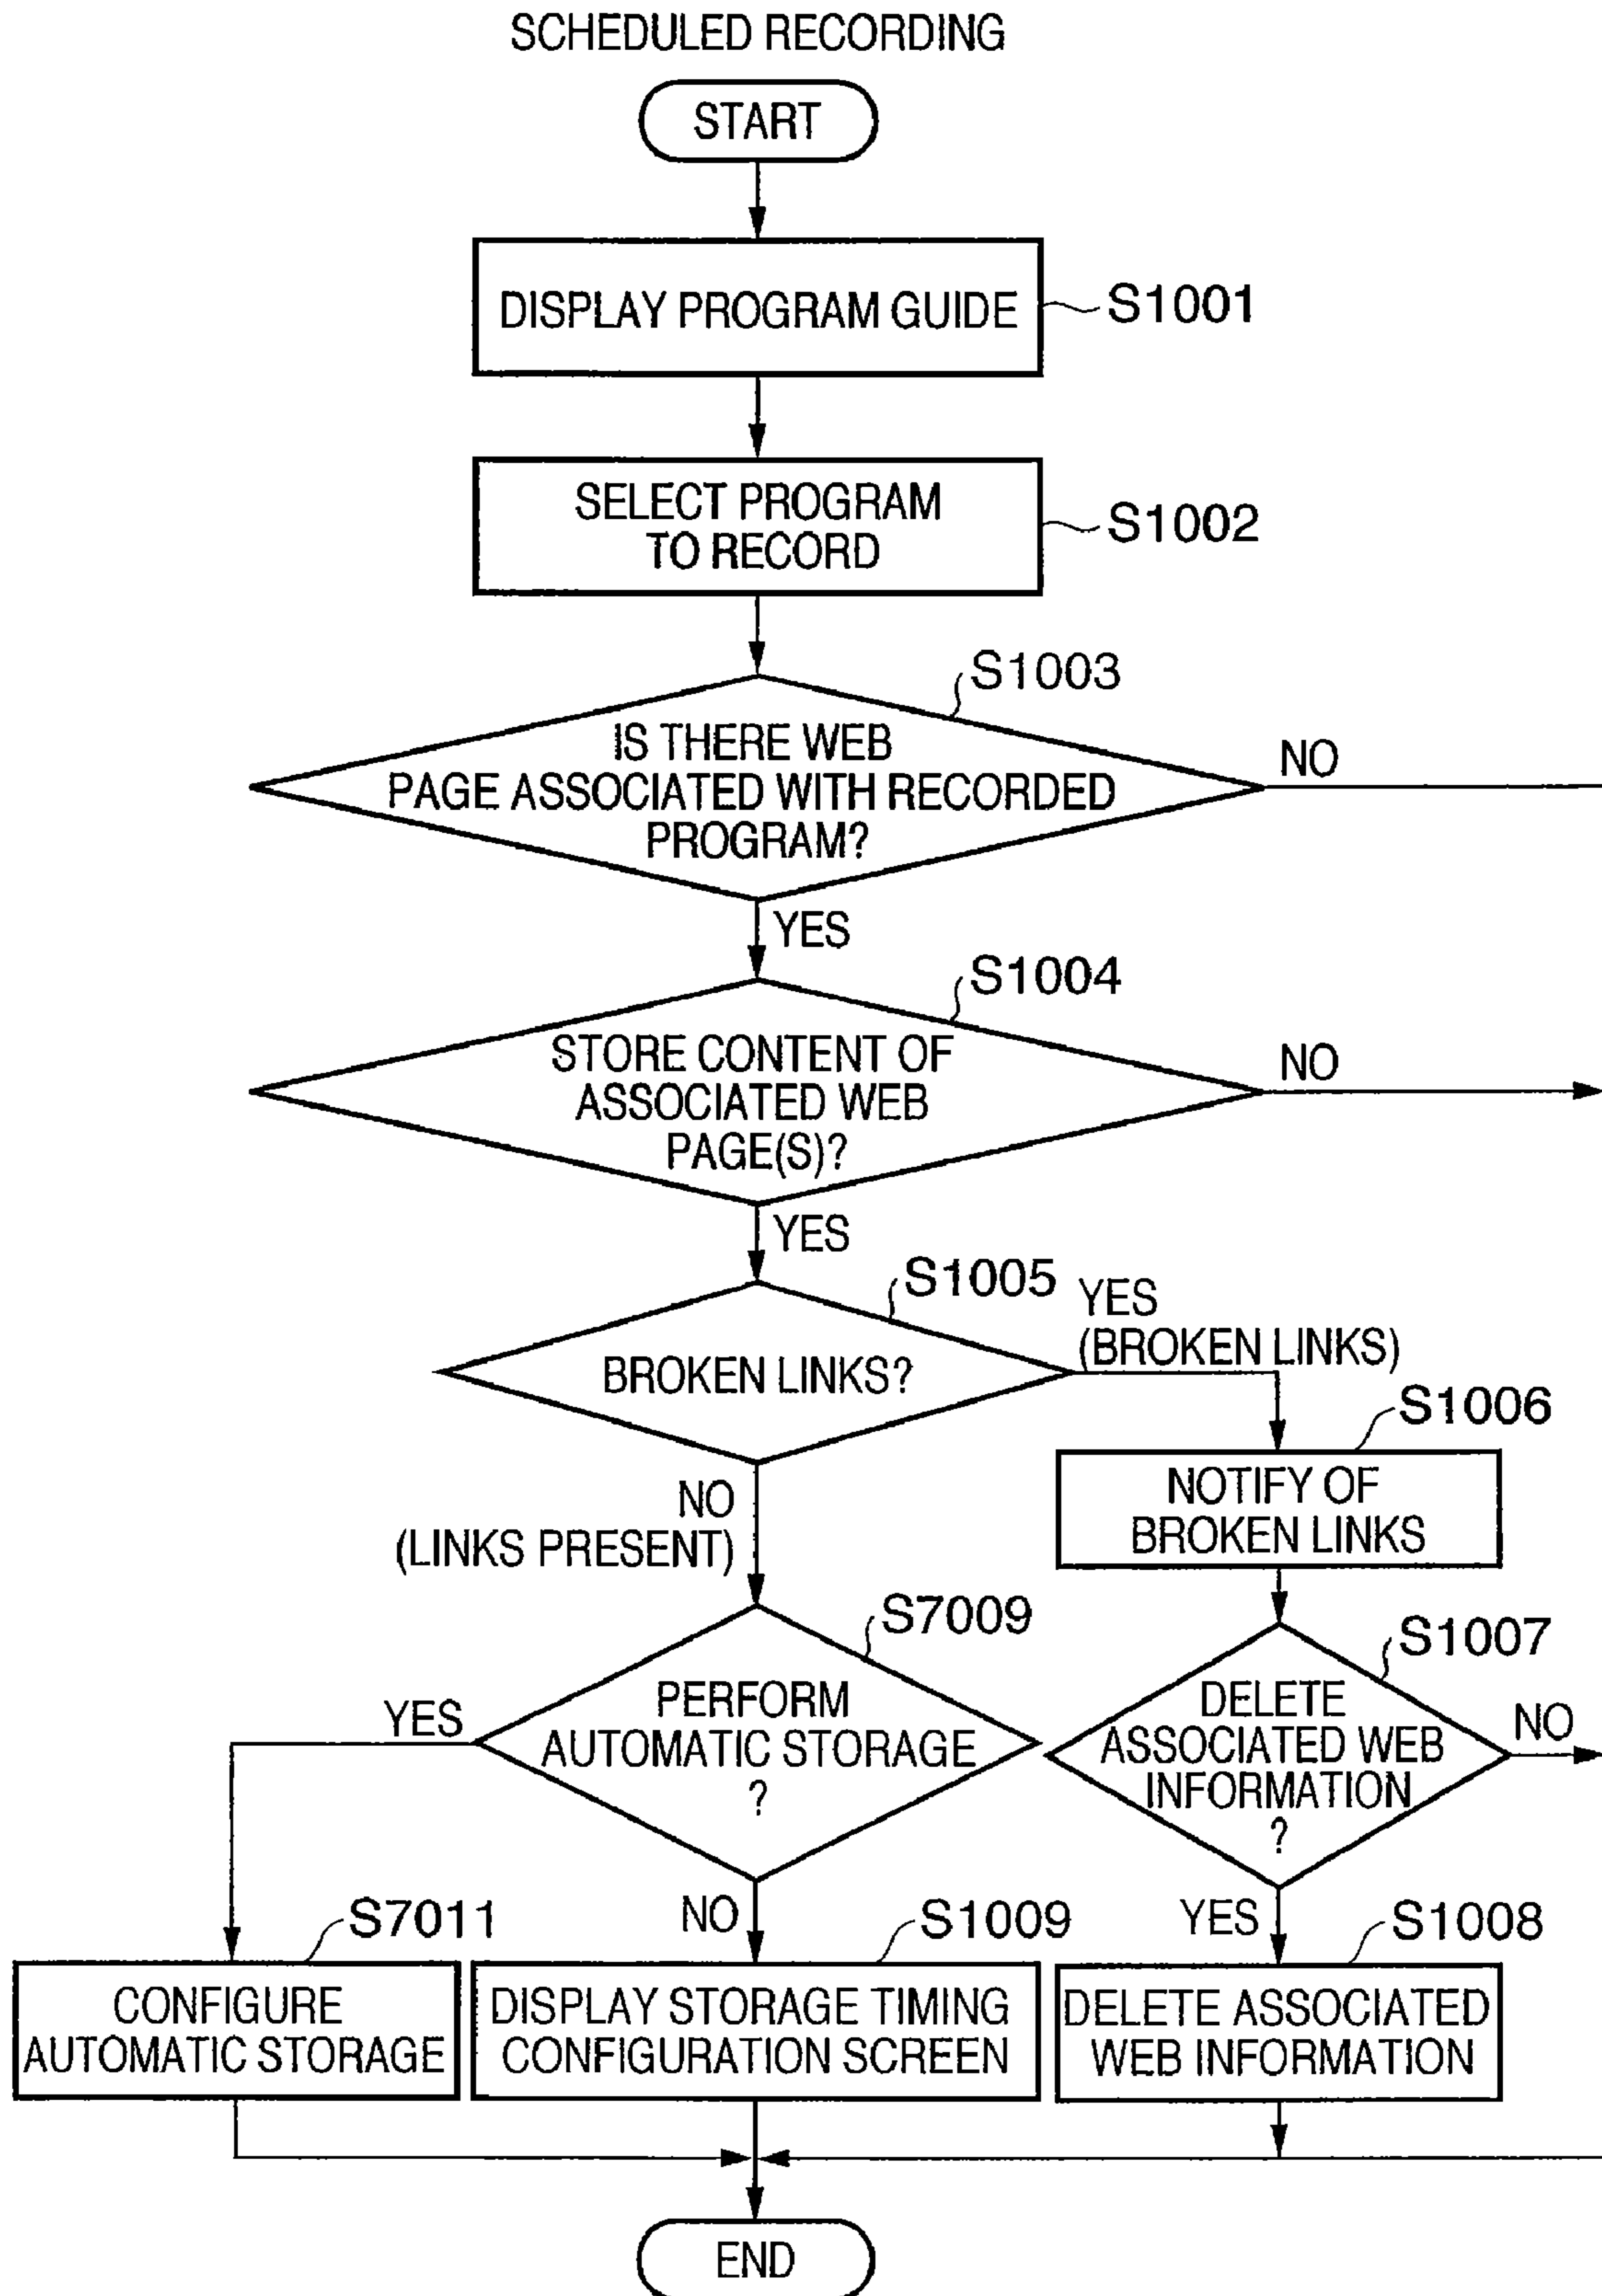 SCHEDULED RECORDING
START
DISPLAY PROGRAM GUIDE
S1001
SELECT PROGRAM
TO RECORD
S1002
S1003
IS THERE WEB
PAGE ASSOCIATED WITH RECORDED
PROGRAM?
NO
YES
S1004
STORE CONTENT OF
ASSOCIATED WEB
PAGE(S)?
NO
YES
S1005
BROKEN LINKS?
YES
(BROKEN LINKS)
NO
(LINKS PRESENT)
S1006
NOTIFY OF
BROKEN LINKS
S7009
PERFORM
AUTOMATIC STORAGE
?
YES
NO
S1007
DELETE
ASSOCIATED WEB
INFORMATION
?
NO
YES
S7011
CONFIGURE
AUTOMATIC STORAGE
S1009
DISPLAY STORAGE TIMING
CONFIGURATION SCREEN
S1008
DELETE ASSOCIATED
WEB INFORMATION
END